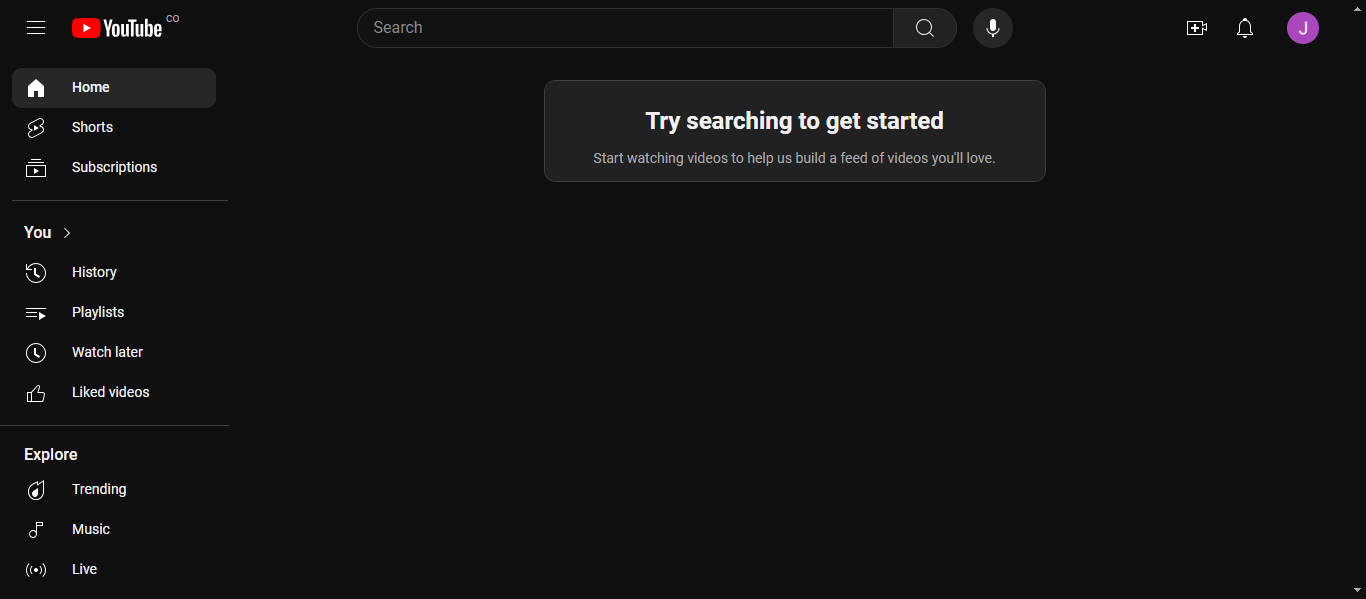 YouTube CO
Search
J
Home
Shorts
Subscriptions
You
History
Playlists
Watch later
Liked videos
Explore
Trending
Music
Live
Try searching to get started
Start watching videos to help us build a feed of videos you'll love.